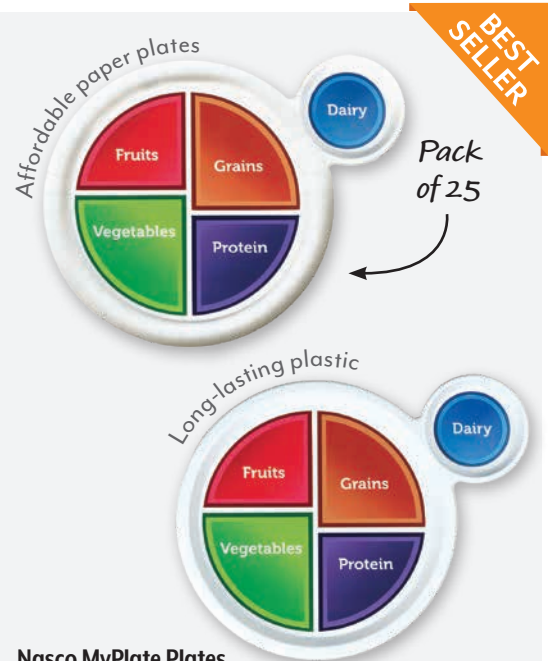 BEST
SELLER
Affordable paper plates
Dairy
Pack
of 25
Fruits
Grains
Vegetables
Protein
Long-lasting plastic
Dairy
Fruits
Grains
Vegetables
Protein
Nasco MyPlate Plates